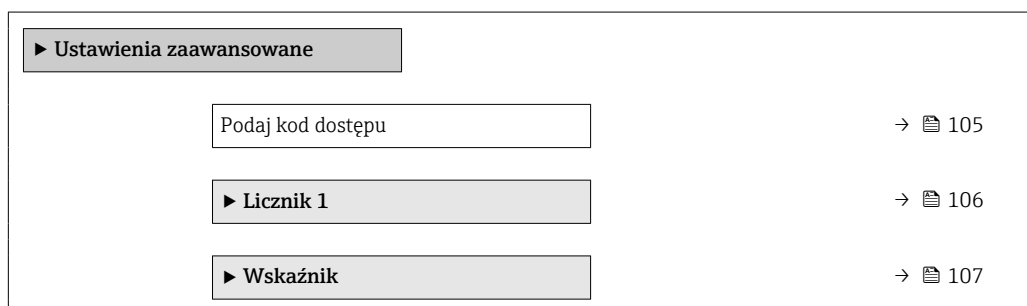 ▶ Ustawienia zaawansowane
Podaj kod dostępu → 105
▶ Licznik 1 → 106
▶ Wskaźnik → 107